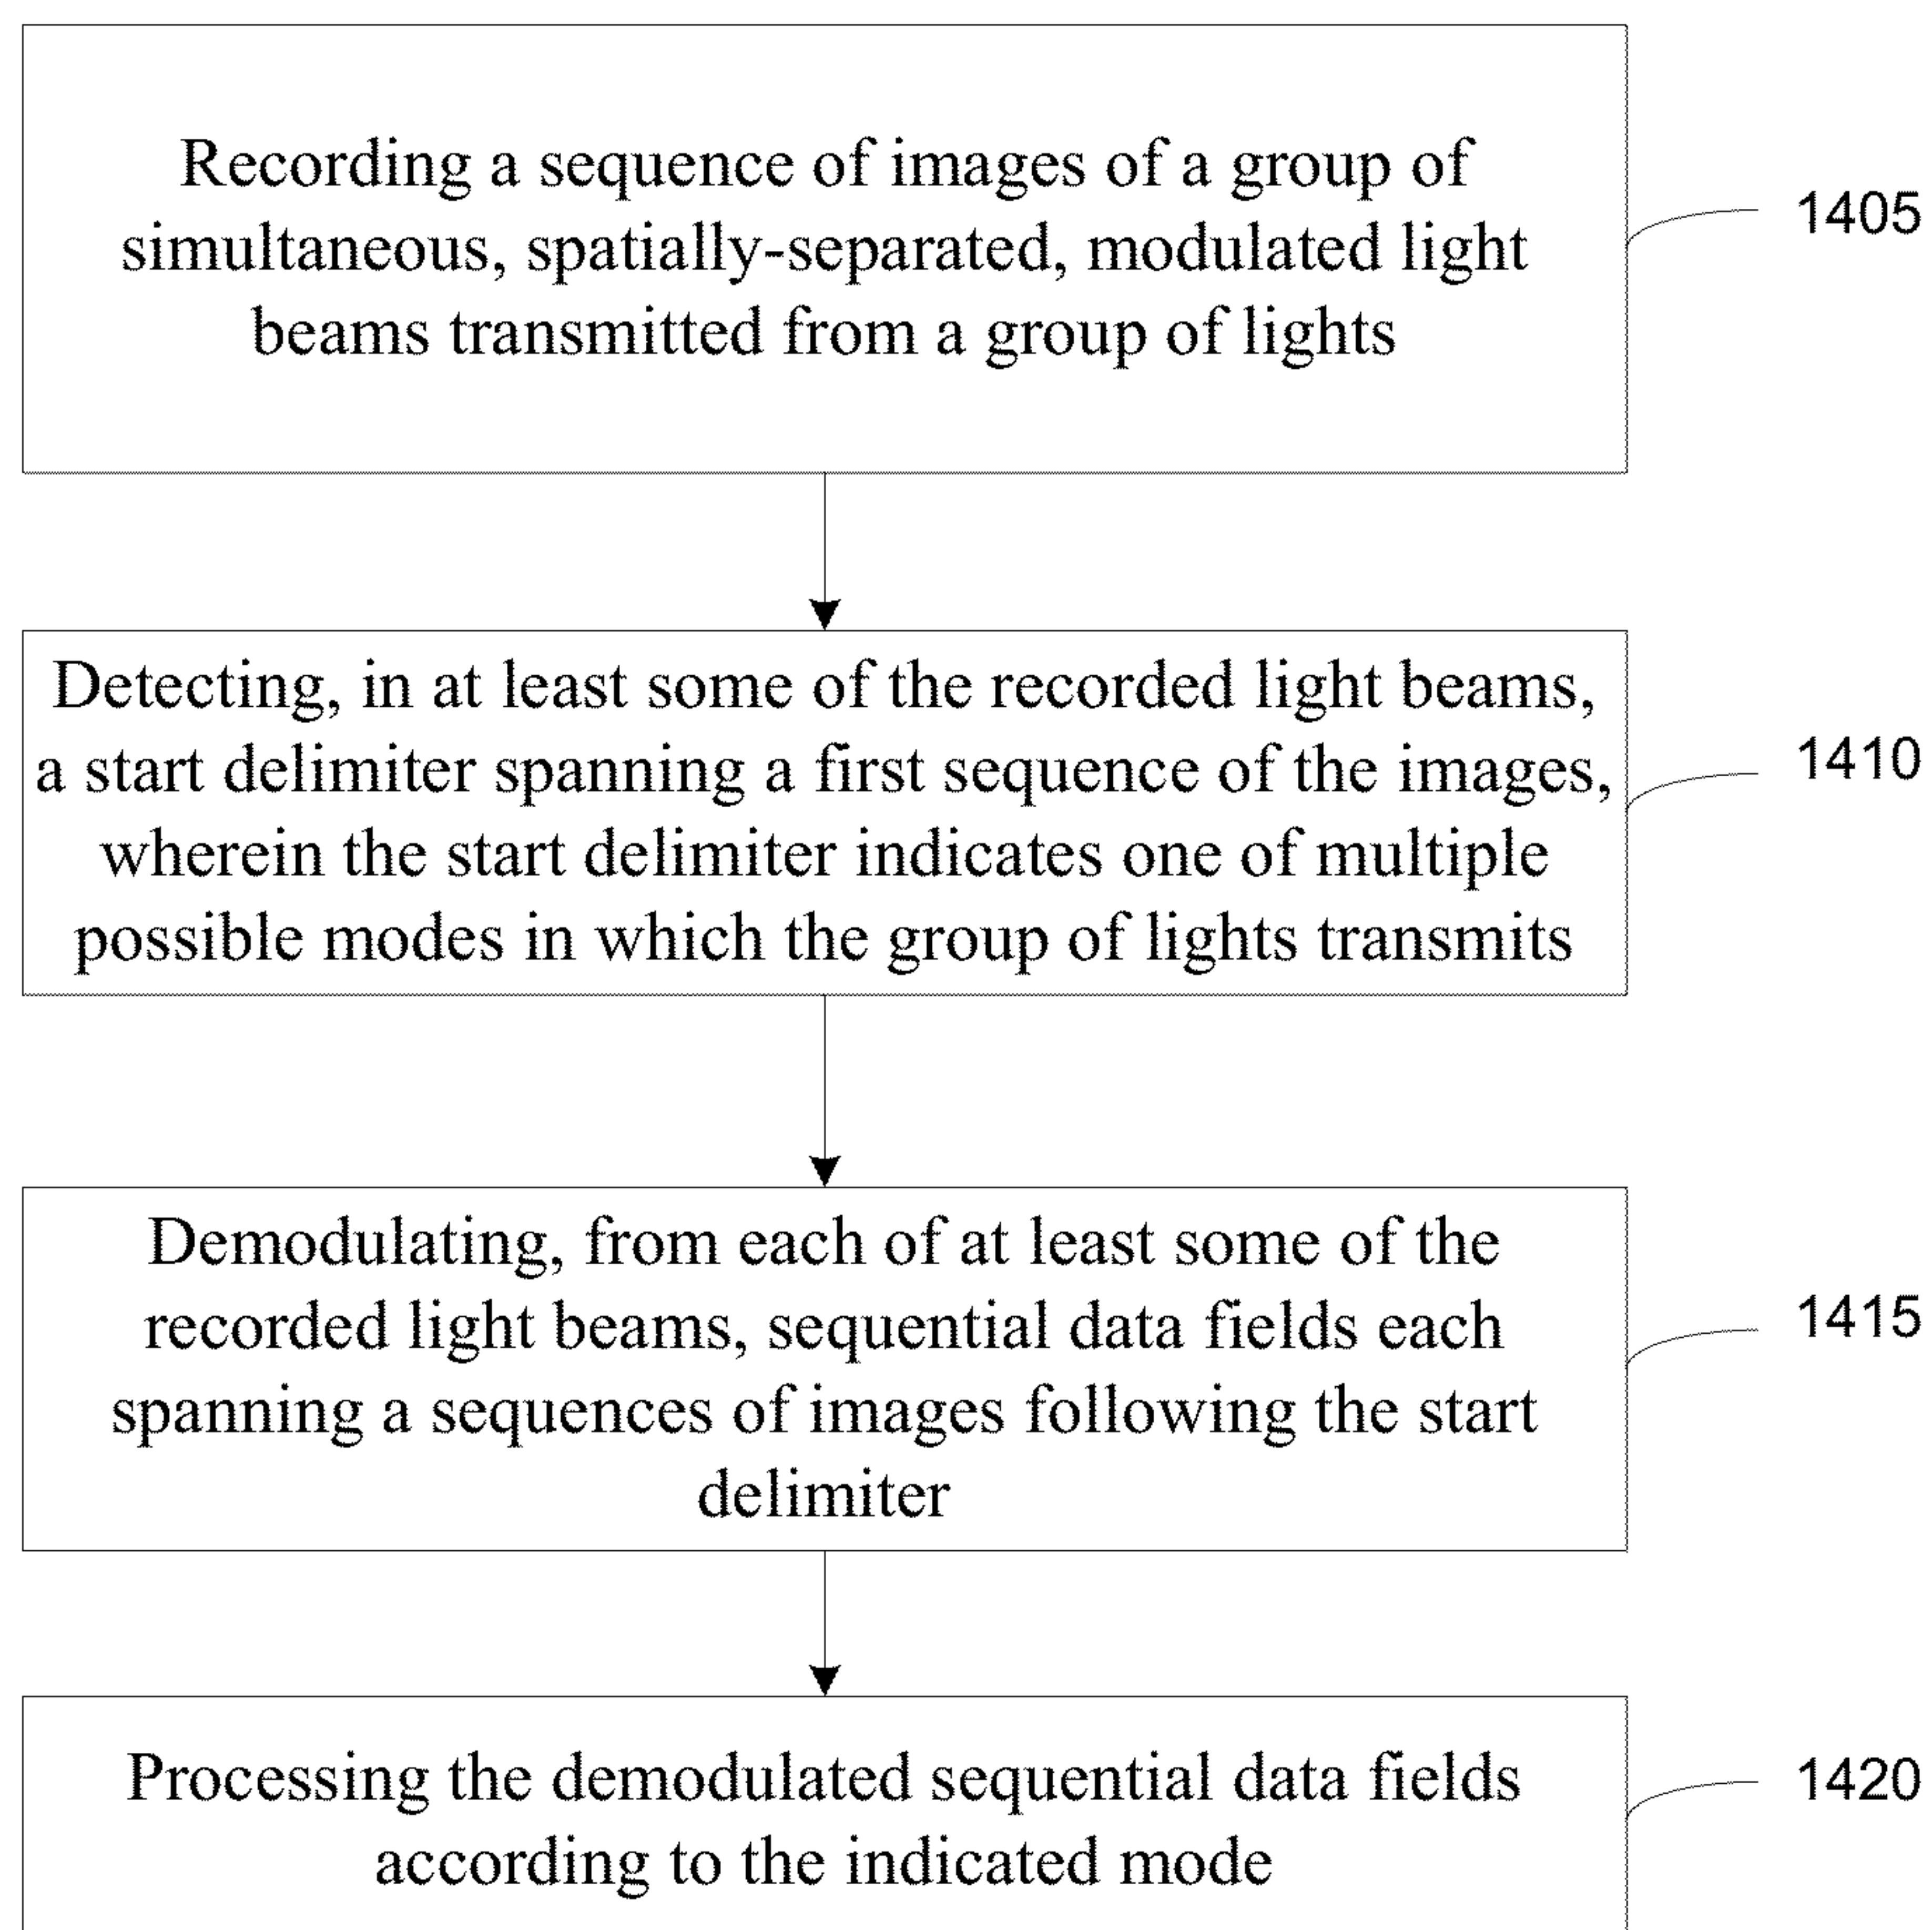 Recording a sequence of images of a group of
simultaneous, spatially-separated, modulated light
beams transmitted from a group of lights
1405
Detecting, in at least some of the recorded light beams,
a start delimiter spanning a first sequence of the images,
wherein the start delimiter indicates one of multiple
possible modes in which the group of lights transmits
1410
Demodulating, from each of at least some of the
recorded light beams, sequential data fields each
spanning a sequences of images following the start
delimiter
1415
Processing the demodulated sequential data fields
according to the indicated mode
1420